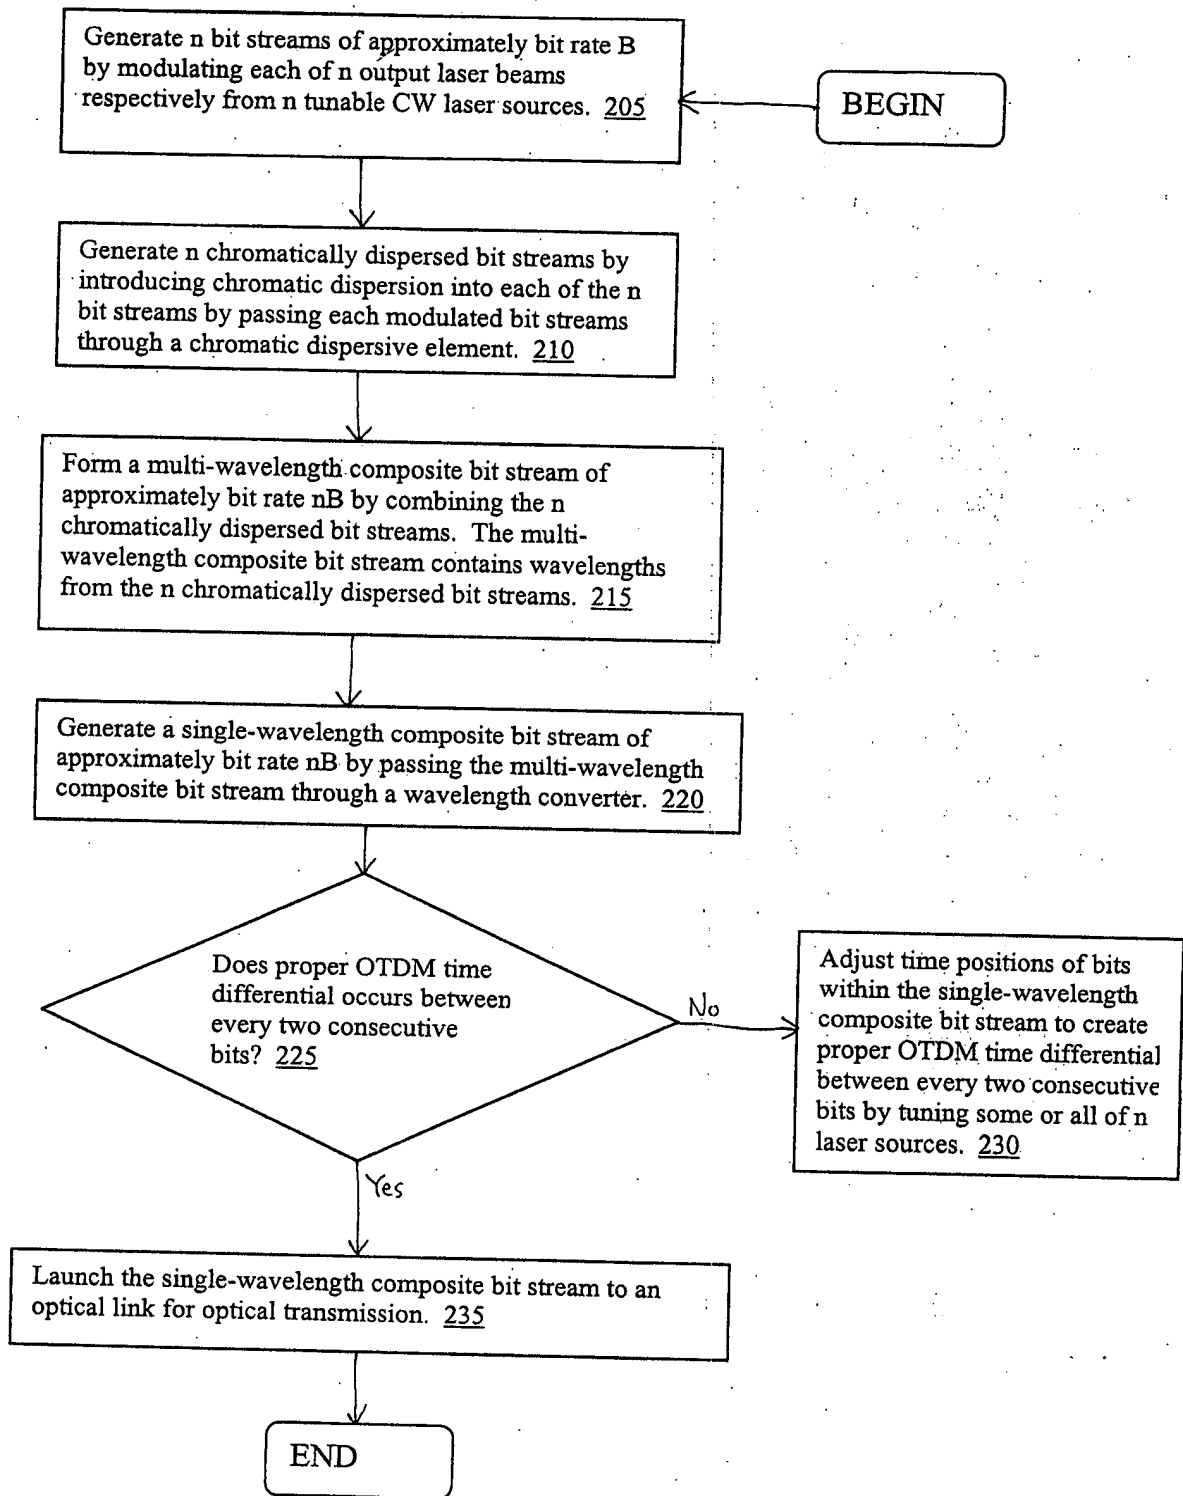 BEGIN
Generate n bit streams of approximately bit rate B
by modulating each of n output laser beams
respectively from n tunable CW laser sources. 205
Generate n chromatically dispersed bit streams by
introducing chromatic dispersion into each of the n
bit streams by passing each modulated bit streams
through a chromatic dispersive element. 210
Form a multi-wavelength composite bit stream of
approximately bit rate nB by combining the n
chromatically dispersed bit streams. The multi-
wavelength composite bit stream contains wavelengths
from the n chromatically dispersed bit streams. 215
Generate a single-wavelength composite bit stream of
approximately bit rate nB by passing the multi-wavelength
composite bit stream through a wavelength converter. 220
Does proper OTDM time
differential occurs between
every two consecutive
bits? 225
No
Adjust time positions of bits
within the single-wavelength
composite bit stream to create
proper OTDM time differential
between every two consecutive
bits by tuning some or all of n
laser sources. 230
Yes
Launch the single-wavelength composite bit stream to an
optical link for optical transmission. 235
END